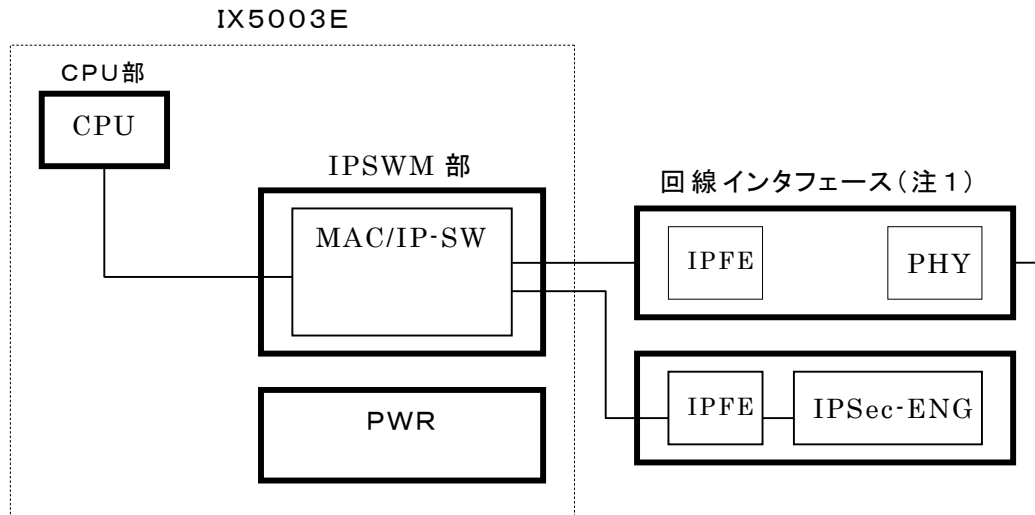 IX5003E
CPU部
CPU
IPSWM 部
MAC/IP-SW
回線インタフェース(注1)
IPFE
PHY
IPFE
IPSec-ENG
PWR